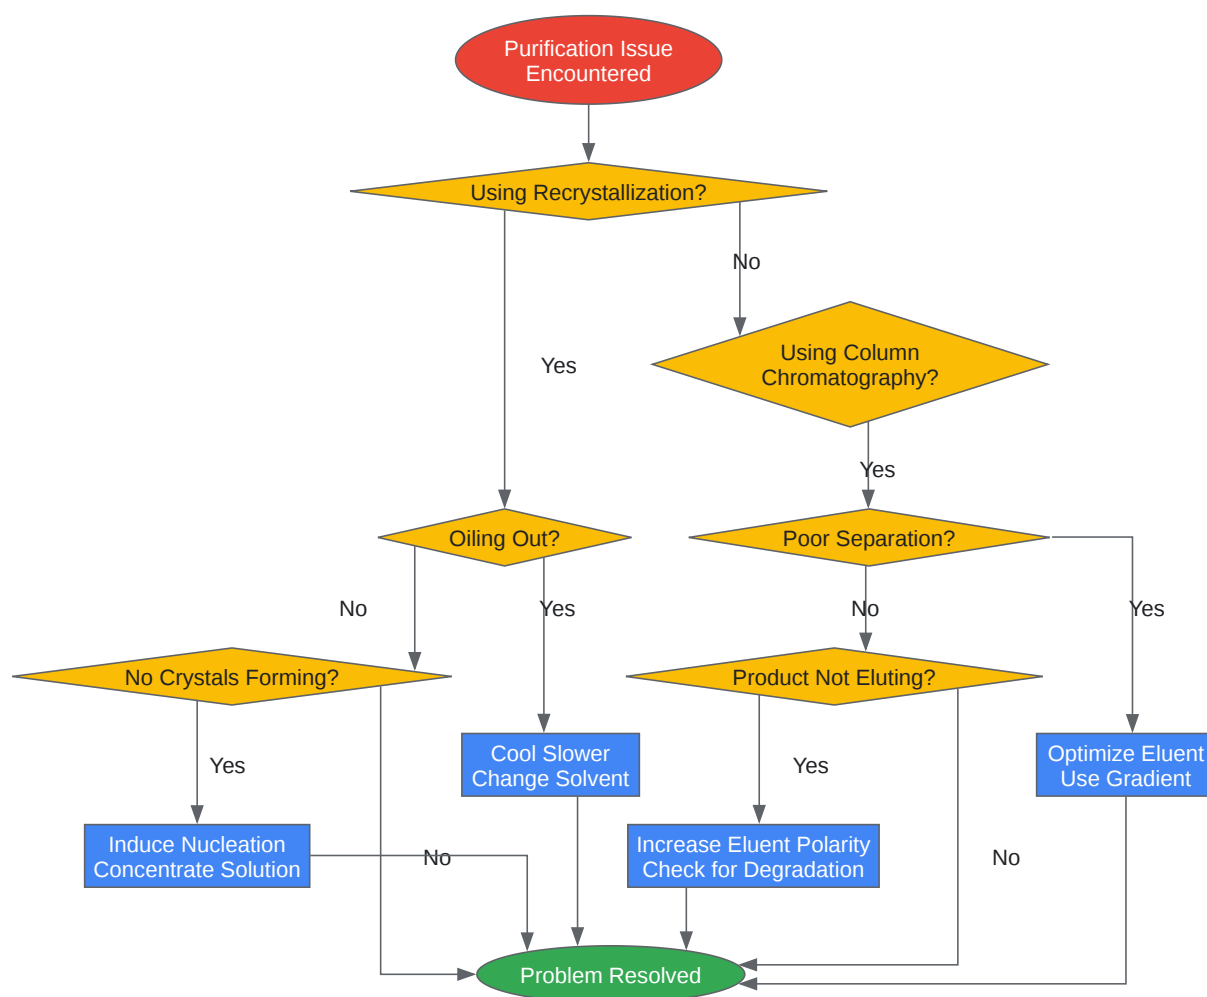 Purification Issue
Encountered
Using Recrystallization?
No
Using Column
Chromatography?
Yes
Yes
Oiling Out?
Poor Separation?
No
Yes
No
Yes
No Crystals Forming?
Product Not Eluting?
Cool Slower
Change Solvent
Optimize Eluent
Use Gradient
Yes
Yes
Induce Nucleation
Concentrate Solution
Increase Eluent Polarity
Check for Degradation
No
No
Problem Resolved